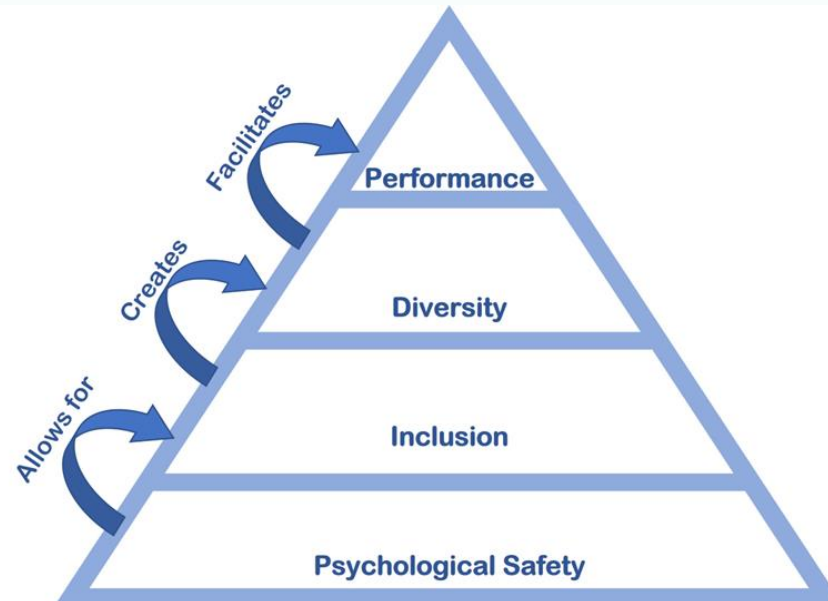 Facilitates
Performance
Creates
Diversity
Allows for
Inclusion
Psychological Safety